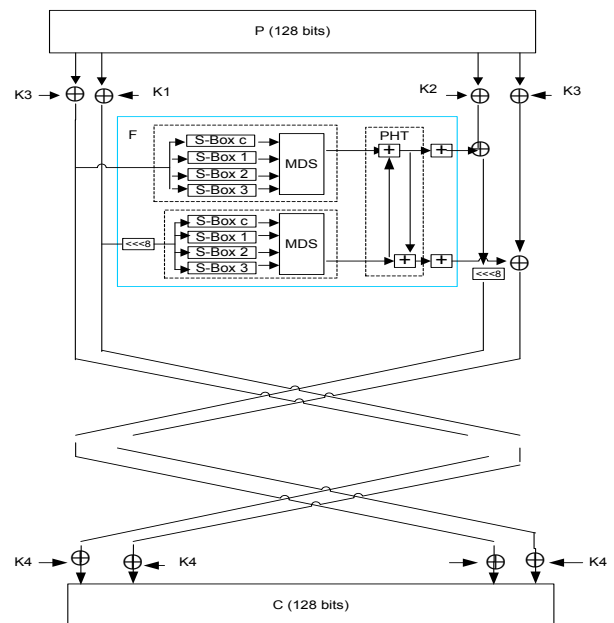 P (128 bits)
K3
K1
K2
K3
F
S-Box c
S-Box 1
S-Box 2
S-Box 3
MDS
PHT
<<<8
S-Box c
S-Box 1
S-Box 2
S-Box 3
MDS
<<<8
K4
K4
K4
C (128 bits)